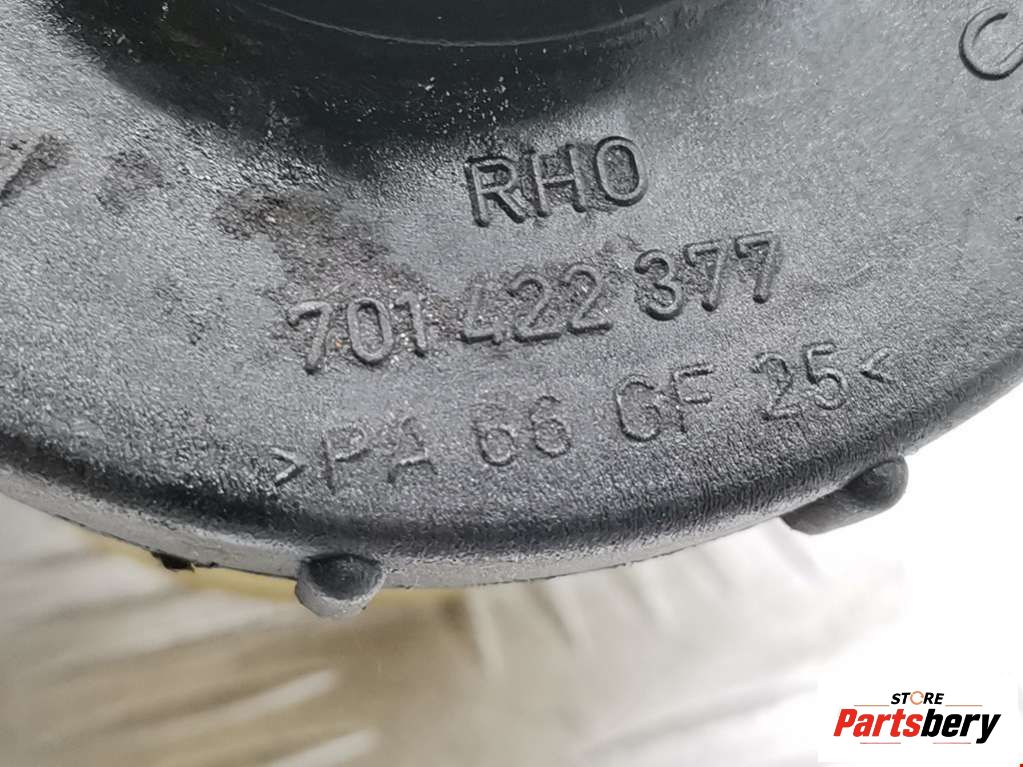 RHO
C
701 422 377
>PA 66 GF 25<
STORE
Partsbery